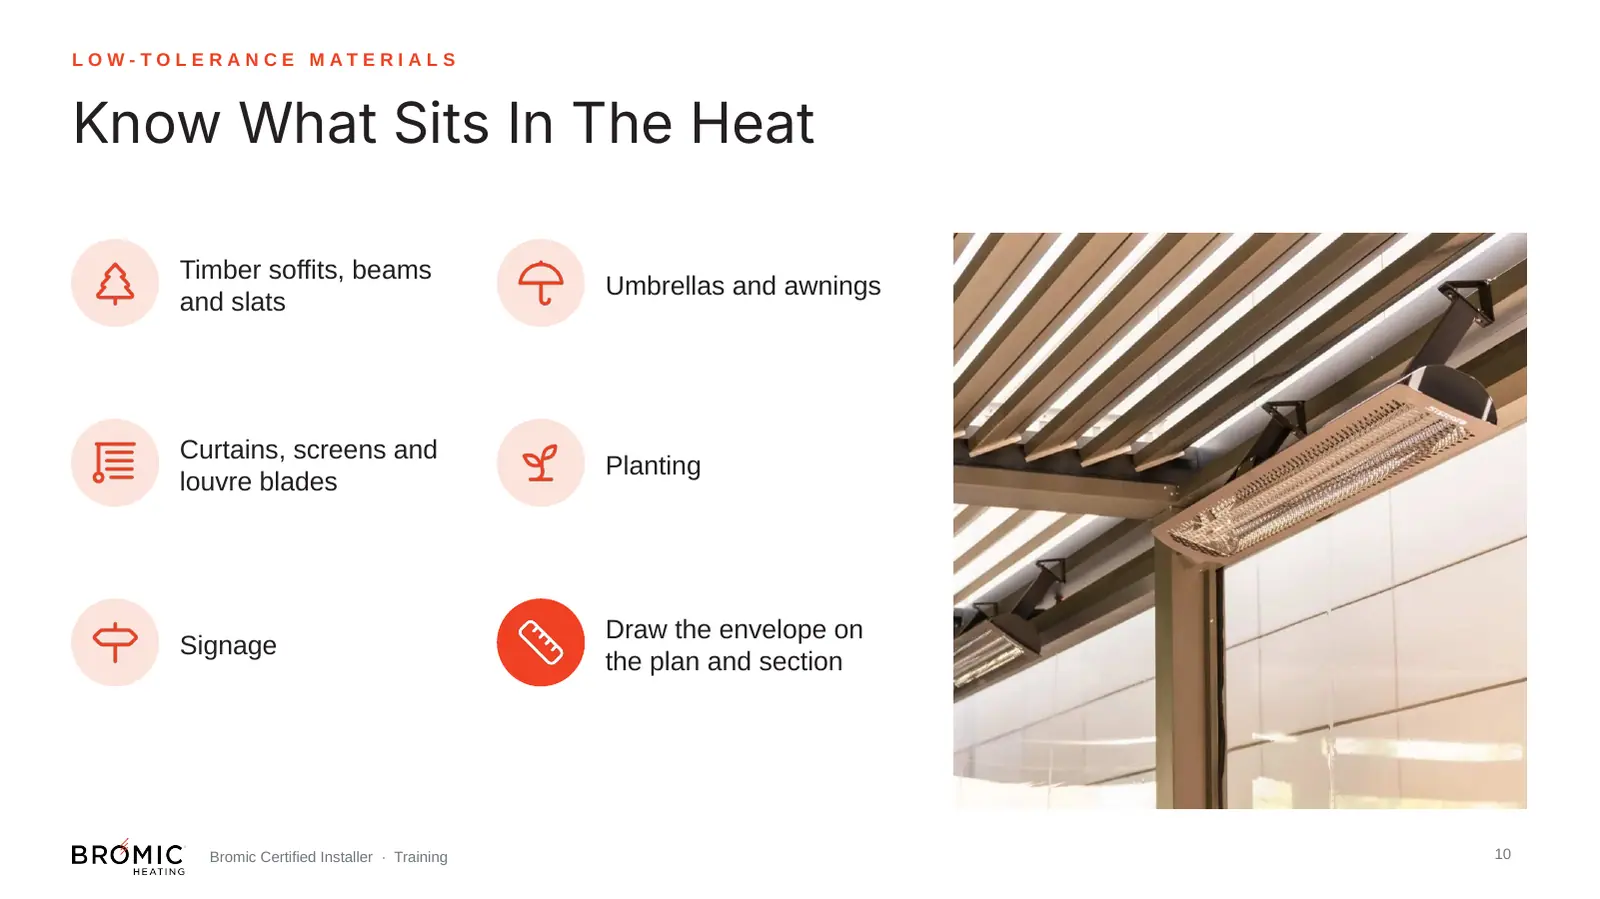 LOW-TOLERANCE MATERIALS
Know What Sits In The Heat
Timber soffits, beams
and slats
Umbrellas and awnings
Curtains, screens and
louvre blades
Planting
Signage
Draw the envelope on
the plan and section
BROMIC
HEATING
Bromic Certified Installer · Training
10